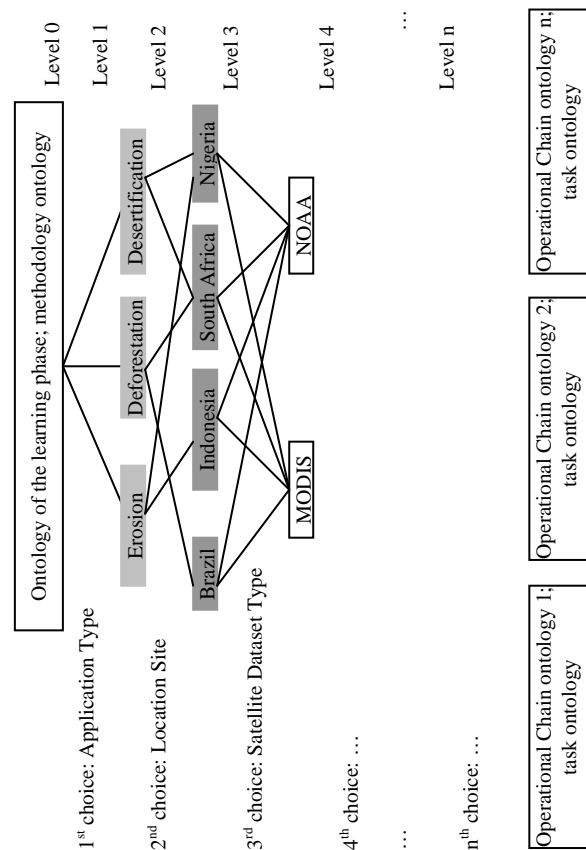 Ontology of the learning phase; methodology ontology
Level 0
1st choice: Application Type
Level 1
Erosion
Deforestation
Desertification
Level 2
2nd choice: Location Site
Brazil
Indonesia
South Africa
Nigeria
Level 3
3rd choice: Satellite Dataset Type
MODIS
NOAA
Level 4
4th choice: …
…
…
nth choice: …
Level n
Operational Chain ontology 1;
task ontology
Operational Chain ontology 2;
task ontology
Operational Chain ontology n;
task ontology